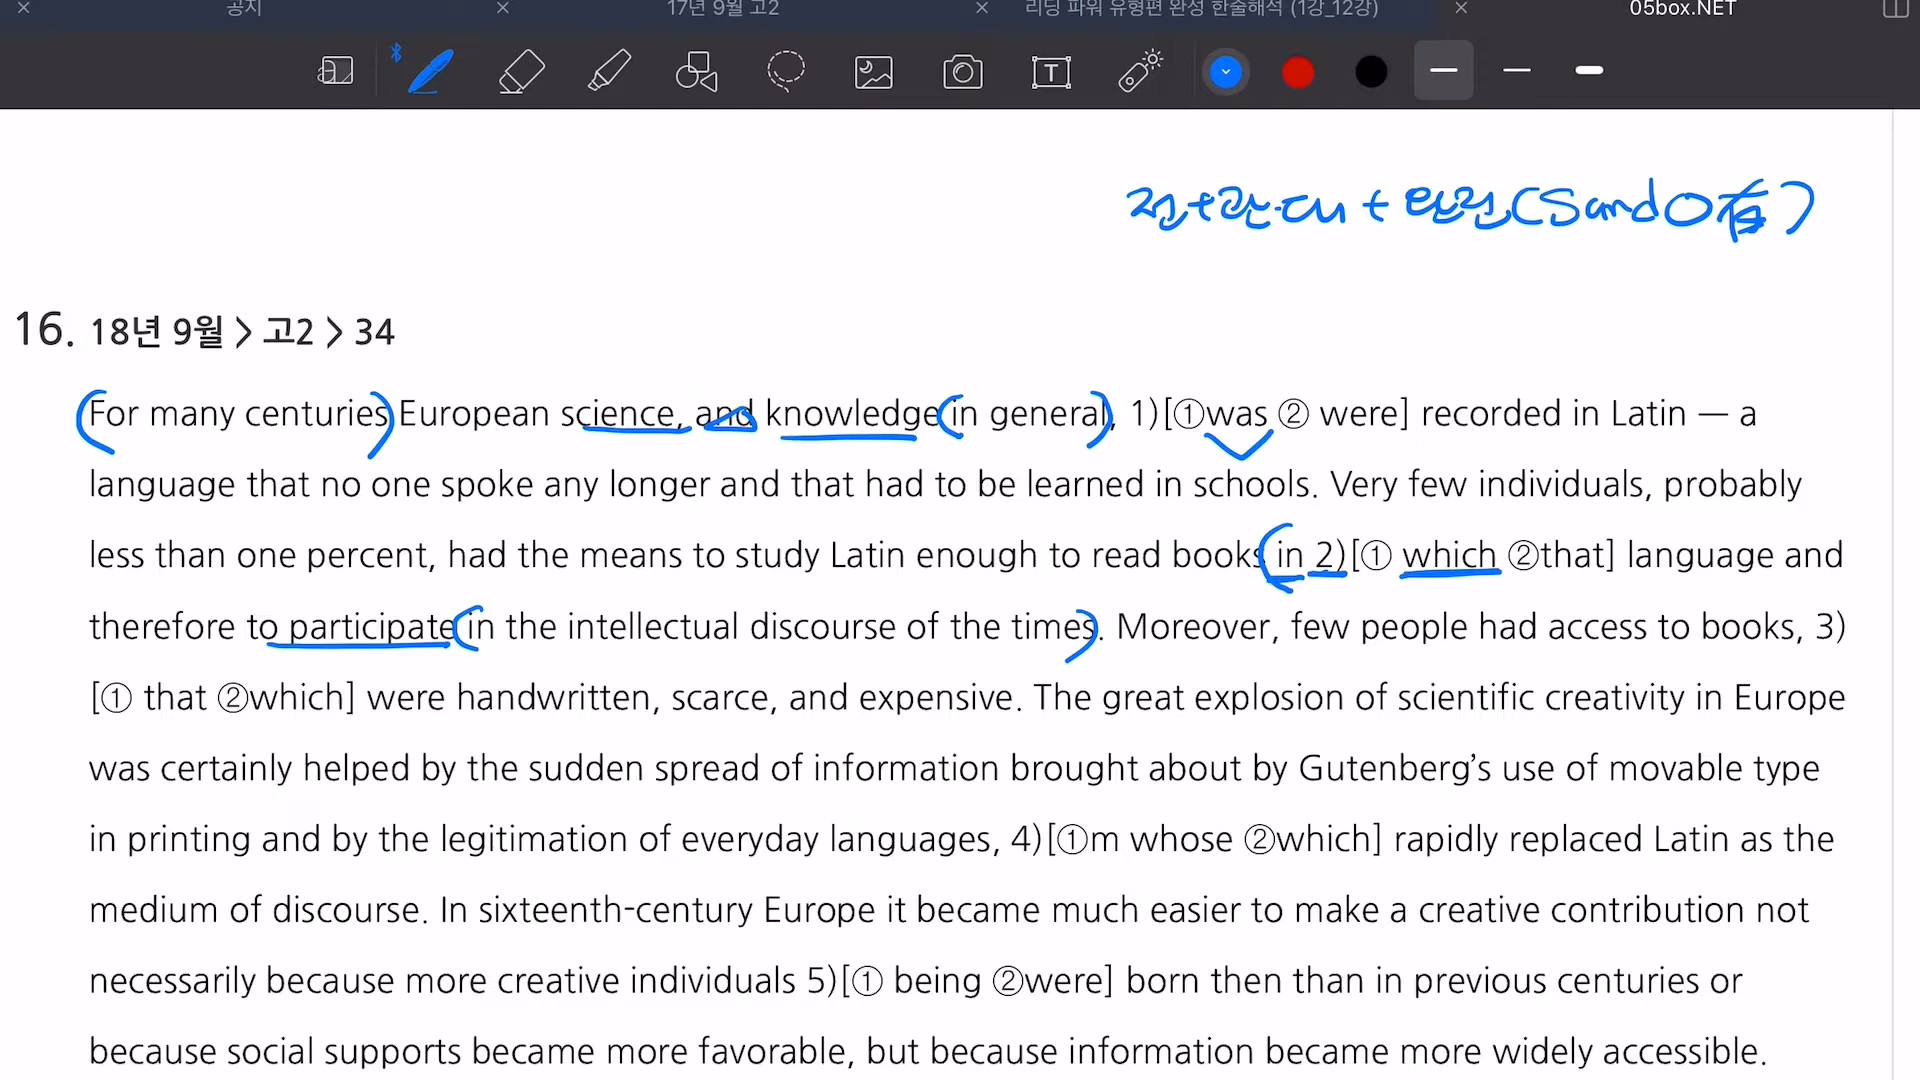 공지
17년 9월 고2
리딩 파워 유형편 완성 한술해석 (1강_12강)
05box.NET
전+관·대 + 완전(S and O 有)
16. 18년 9월 > 고2 > 34
For many centuries European science, and knowledge in general, 1)[①was ② were] recorded in Latin — a
language that no one spoke any longer and that had to be learned in schools. Very few individuals, probably
less than one percent, had the means to study Latin enough to read books in 2)[① which ②that] language and
therefore to participate in the intellectual discourse of the times. Moreover, few people had access to books, 3)
[① that ②which] were handwritten, scarce, and expensive. The great explosion of scientific creativity in Europe
was certainly helped by the sudden spread of information brought about by Gutenberg’s use of movable type
in printing and by the legitimation of everyday languages, 4)[①m whose ②which] rapidly replaced Latin as the
medium of discourse. In sixteenth-century Europe it became much easier to make a creative contribution not
necessarily because more creative individuals 5)[① being ②were] born then than in previous centuries or
because social supports became more favorable, but because information became more widely accessible.